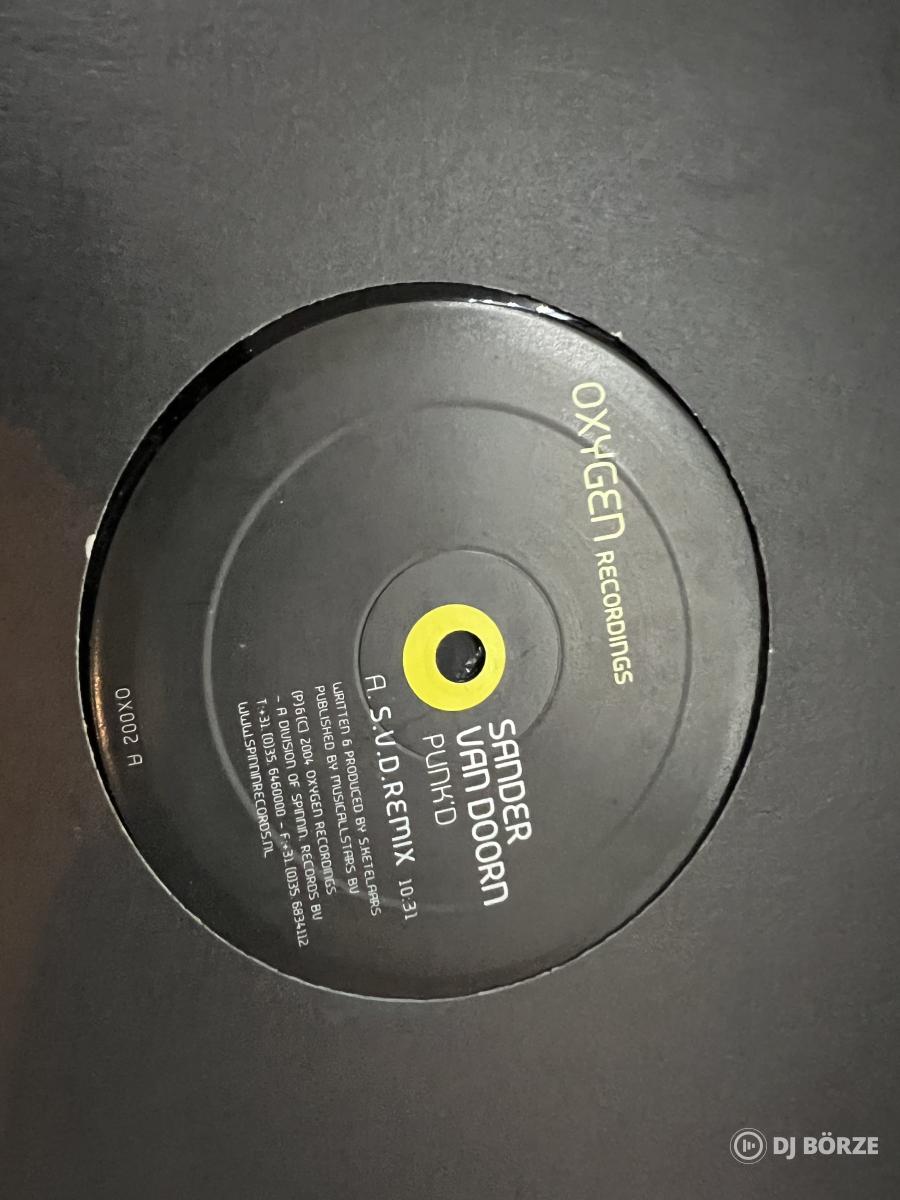 OXYGEN RECORDINGS
SANDER
VAN DOORN
PUNK'D
A. S.V.D.REMIX 10:31
WRITTEN & PRODUCED BY S.KETELAARS
PUBLISHED BY MUSICALLSTARS BV
(P)&(C) 2004 OXYGEN RECORDINGS
- A DIVISION OF SPINNIN. RECORDS BV
T:+31 (0)35 6460000 - F:+31 (0)35 6834112
WWW.SPINNINRECORDS.NL
OX002 A
DJ BÖRZE